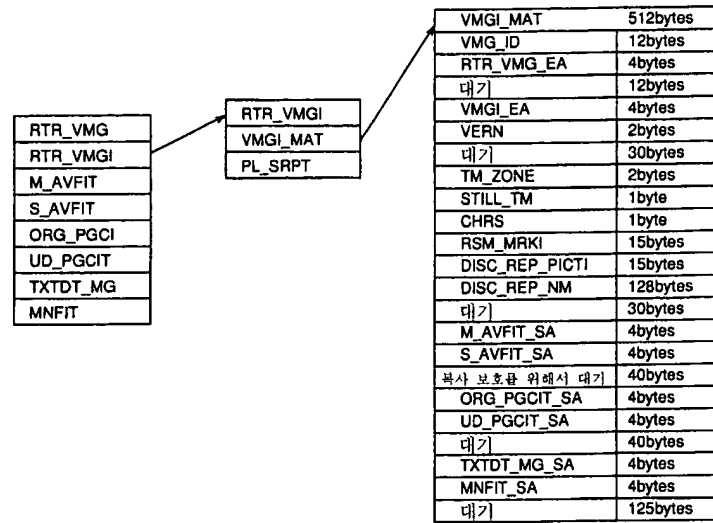 RTR_VMG
RTR_VMGI
M_AVFIT
S_AVFIT
ORG_PGCI
UD_PGCIT
TXTDT_MG
MNFIT
RTR_VMGI
VMGI_MAT
PL_SRPT
VMGI_MAT 512bytes
VMG_ID 12bytes
RTR_VMG_EA 4bytes
대기 12bytes
VMGI_EA 4bytes
VERN 2bytes
대기 30bytes
TM_ZONE 2bytes
STILL_TM 1byte
CHRS 1byte
RSM_MRKI 15bytes
DISC_REP_PICTI 15bytes
DISC_REP_NM 128bytes
대기 30bytes
M_AVFIT_SA 4bytes
S_AVFIT_SA 4bytes
복사 보호를 위해서 대기 40bytes
ORG_PGCIT_SA 4bytes
UD_PGCIT_SA 4bytes
대기 40bytes
TXTDT_MG_SA 4bytes
MNFIT_SA 4bytes
대기 125bytes